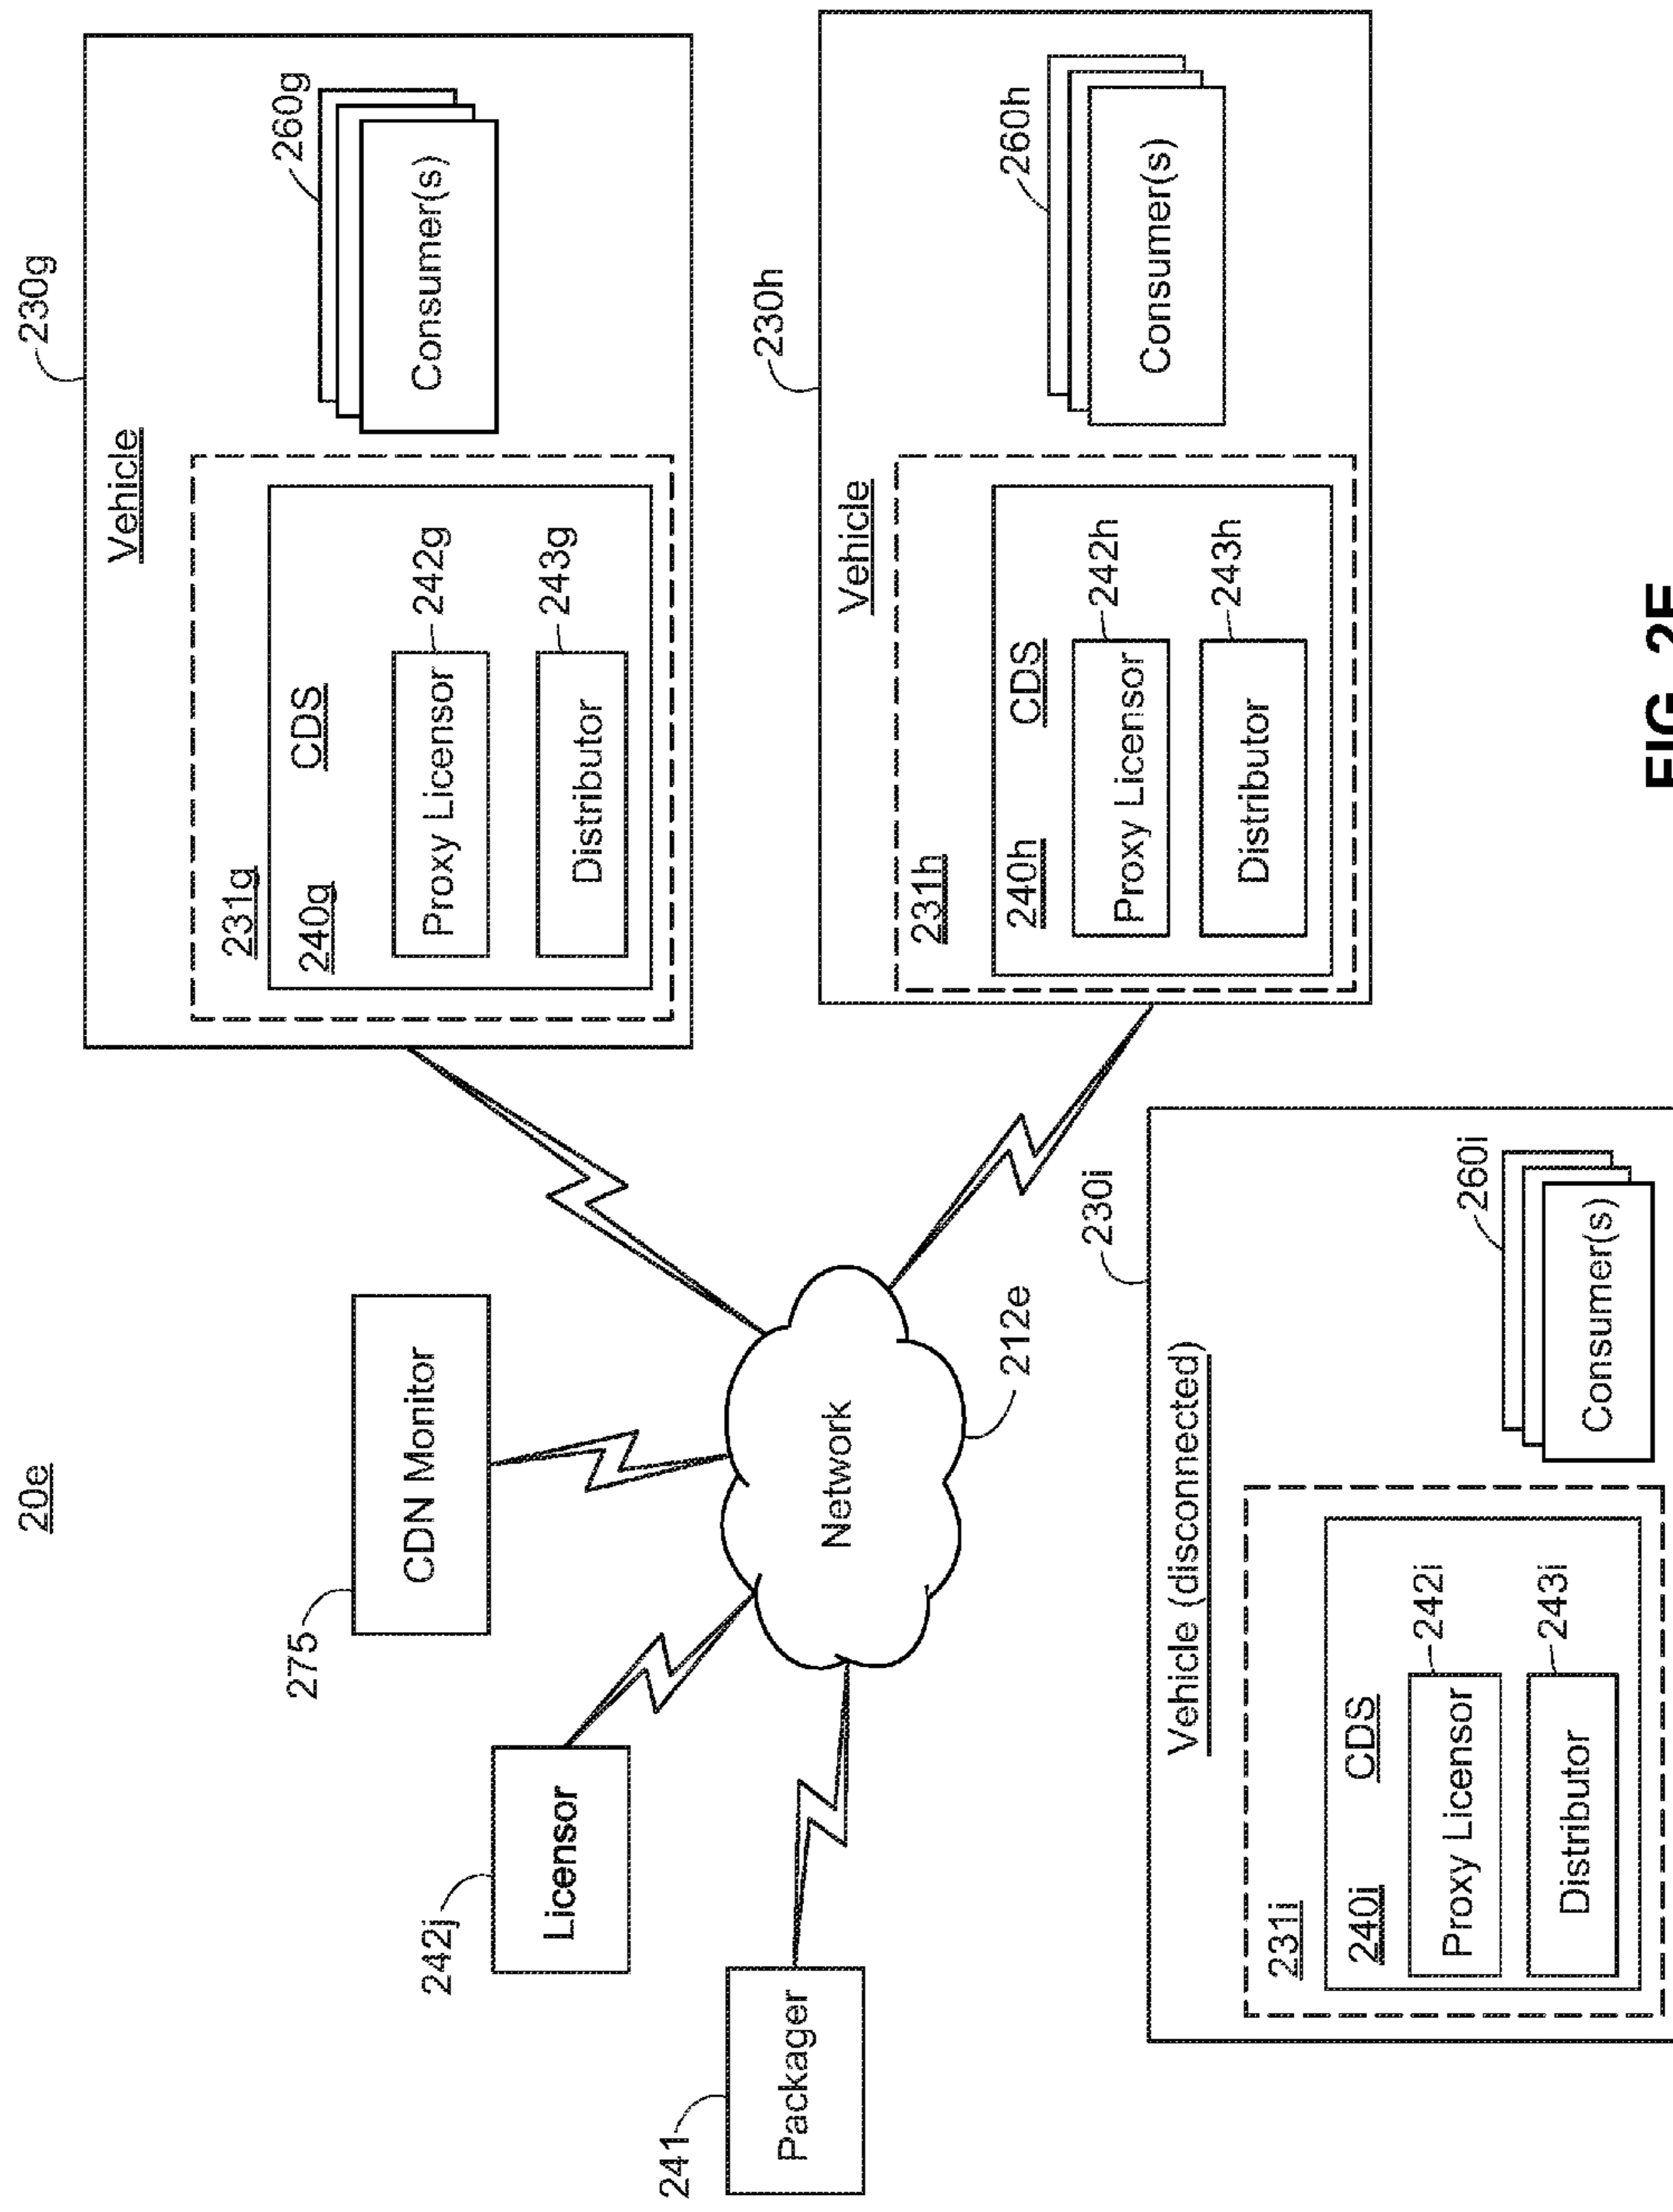 20e
275
CDN Monitor
242j
Licensor
241
Packager
Network
212e
230g
Vehicle
231g
240g
CDS
Proxy Licensor
242g
Distributor
243g
260g
Consumer(s)
230h
Vehicle
231h
240h
CDS
Proxy Licensor
242h
Distributor
243h
260h
Consumer(s)
230i
Vehicle (disconnected)
231i
240i
CDS
Proxy Licensor
242i
Distributor
243i
260i
Consumer(s)